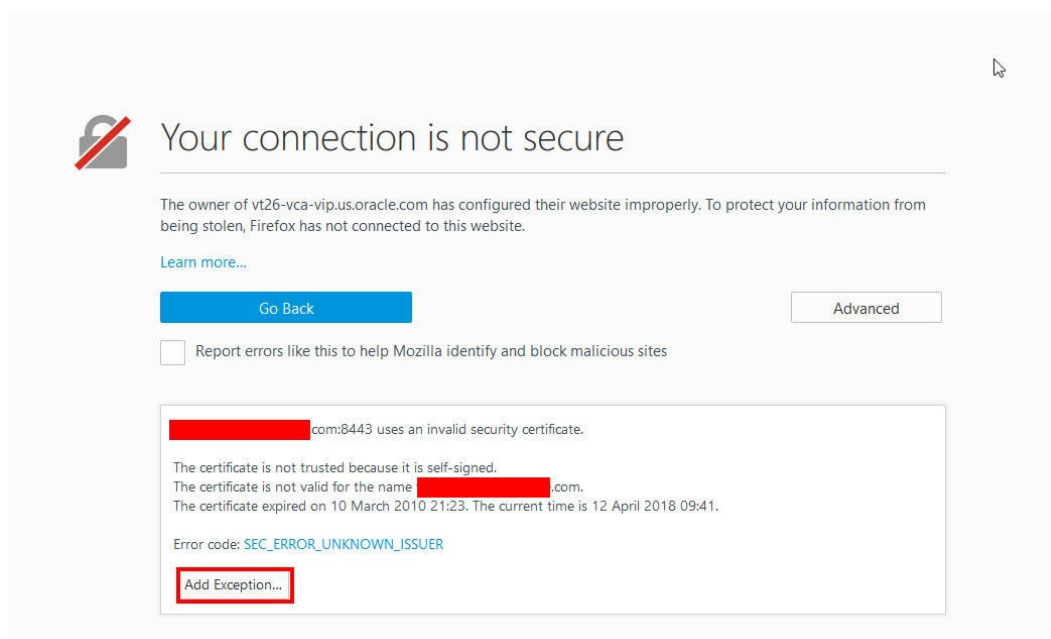 Your connection is not secure
The owner of vt26-vca-vip.us.oracle.com has configured their website improperly. To protect your information from
being stolen, Firefox has not connected to this website.
Learn more...
Go Back
Advanced
Report errors like this to help Mozilla identify and block malicious sites
com:8443 uses an invalid security certificate.
The certificate is not trusted because it is self-signed.
The certificate is not valid for the name .com.
The certificate expired on 10 March 2010 21:23. The current time is 12 April 2018 09:41.
Error code: SEC_ERROR_UNKNOWN_ISSUER
Add Exception...